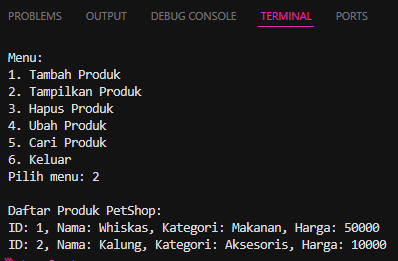 PROBLEMS OUTPUT DEBUG CONSOLE TERMINAL PORTS
Menu:
1. Tambah Produk
2. Tampilkan Produk
3. Hapus Produk
4. Ubah Produk
5. Cari Produk
6. Keluar
Pilih menu: 2
Daftar Produk PetShop:
ID: 1, Nama: Whiskas, Kategori: Makanan, Harga: 50000
ID: 2, Nama: Kalung, Kategori: Aksesoris, Harga: 10000